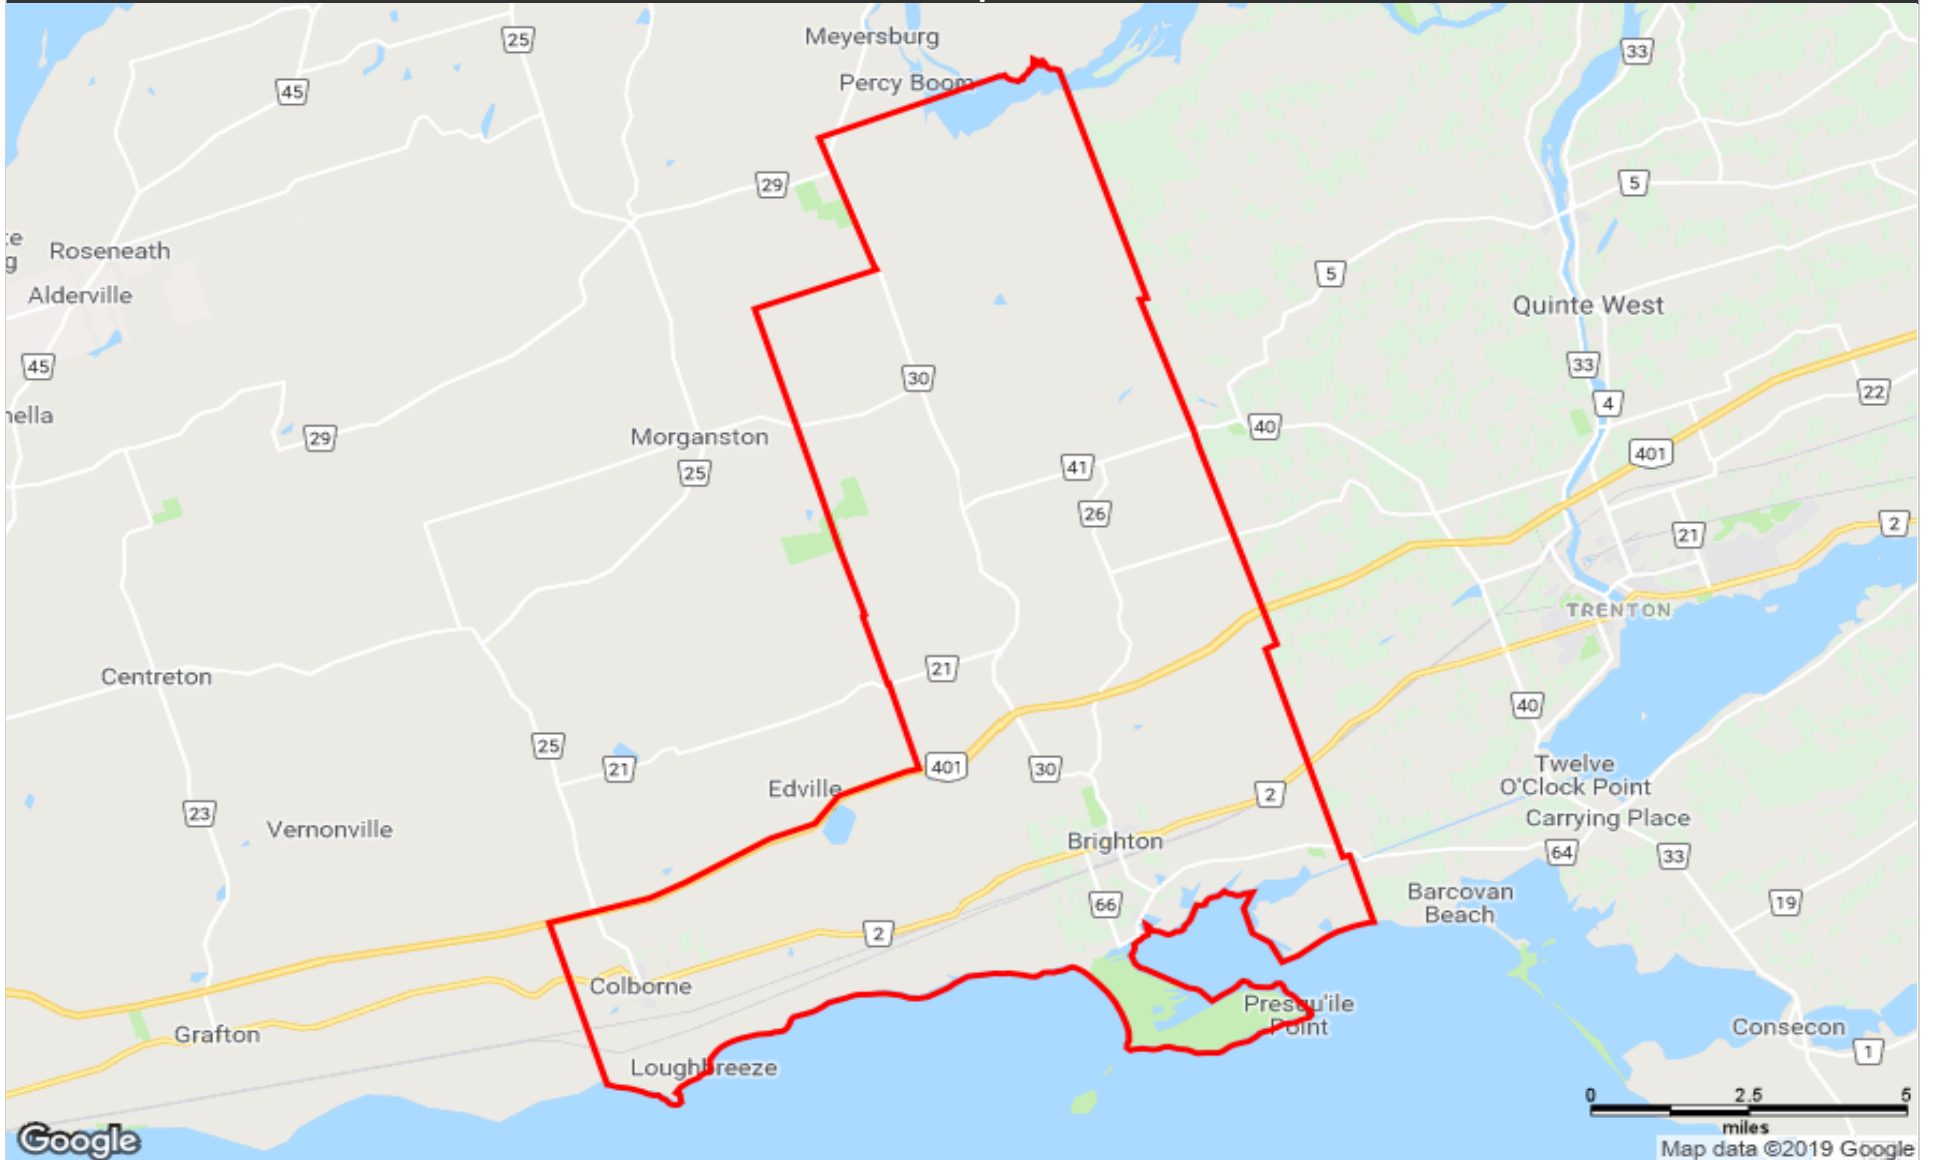 25
Meyersburg
33
45
Percy Boom
29
5
Roseneath
Alderville
5
Quinte West
45
30
33
4
22
29
Morganston
40
401
25
41
26
2
21
TRENTON
21
Centreton
40
25
21
401
30
Twelve
O'Clock Point
Edville
2
23
Carrying Place
Vernonville
Brighton
64
33
Barcovan
Beach
66
19
2
Colborne
Presqu'ile
Point
Grafton
Consecon
1
Loughbreeze
0 2.5 5
miles
Google
Map data ©2019 Google